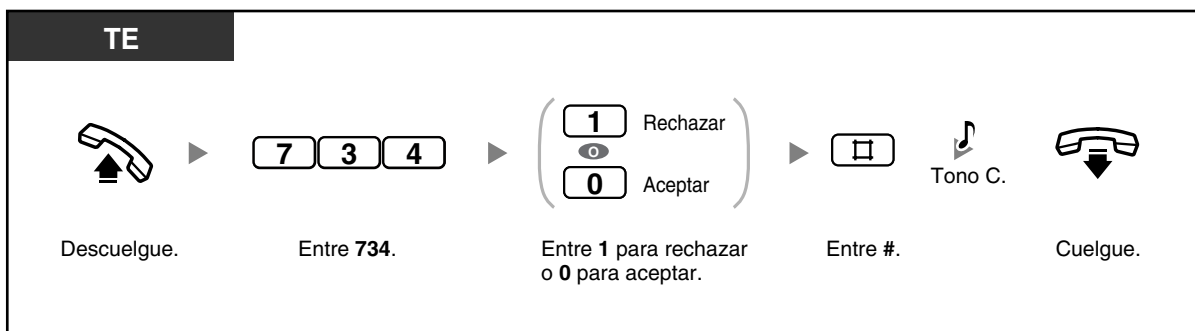 TE
7 3 4
1 Rechazar
o
0 Aceptar
#
Tono C.
Descuelgue.
Entre 734.
Entre 1 para rechazar
o 0 para aceptar.
Entre #.
Cuelgue.